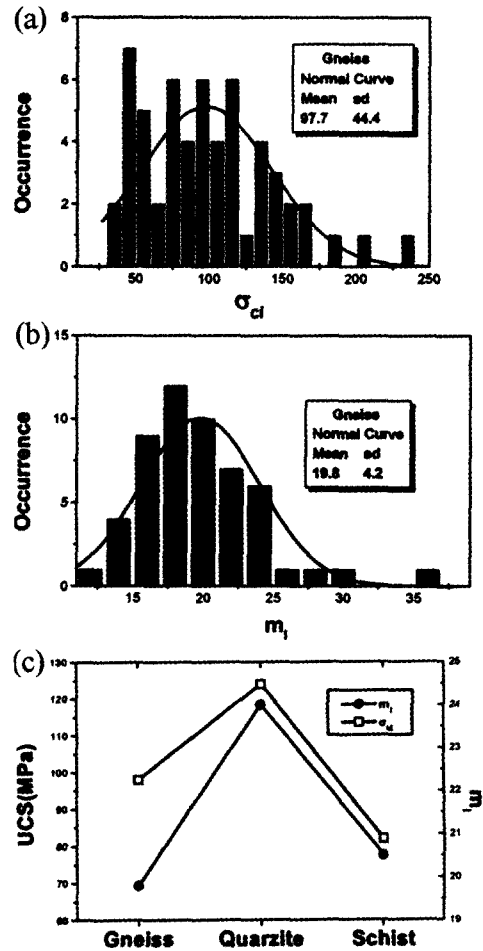 (a)
8
6
4
2
0
Occurrence
Gneiss
Normal Curve
Mean sd
97.7 44.4
50 100 150 200 250
σci
(b)
15
10
5
0
Occurrence
Gneiss
Normal Curve
Mean sd
19.8 4.2
15 20 25 30 35
mi
(c)
130
120
110
100
90
80
70
60
UCS(MPa)
mi
σci
25
24
23
22
21
20
19
mi
Gneiss Quarzite Schist